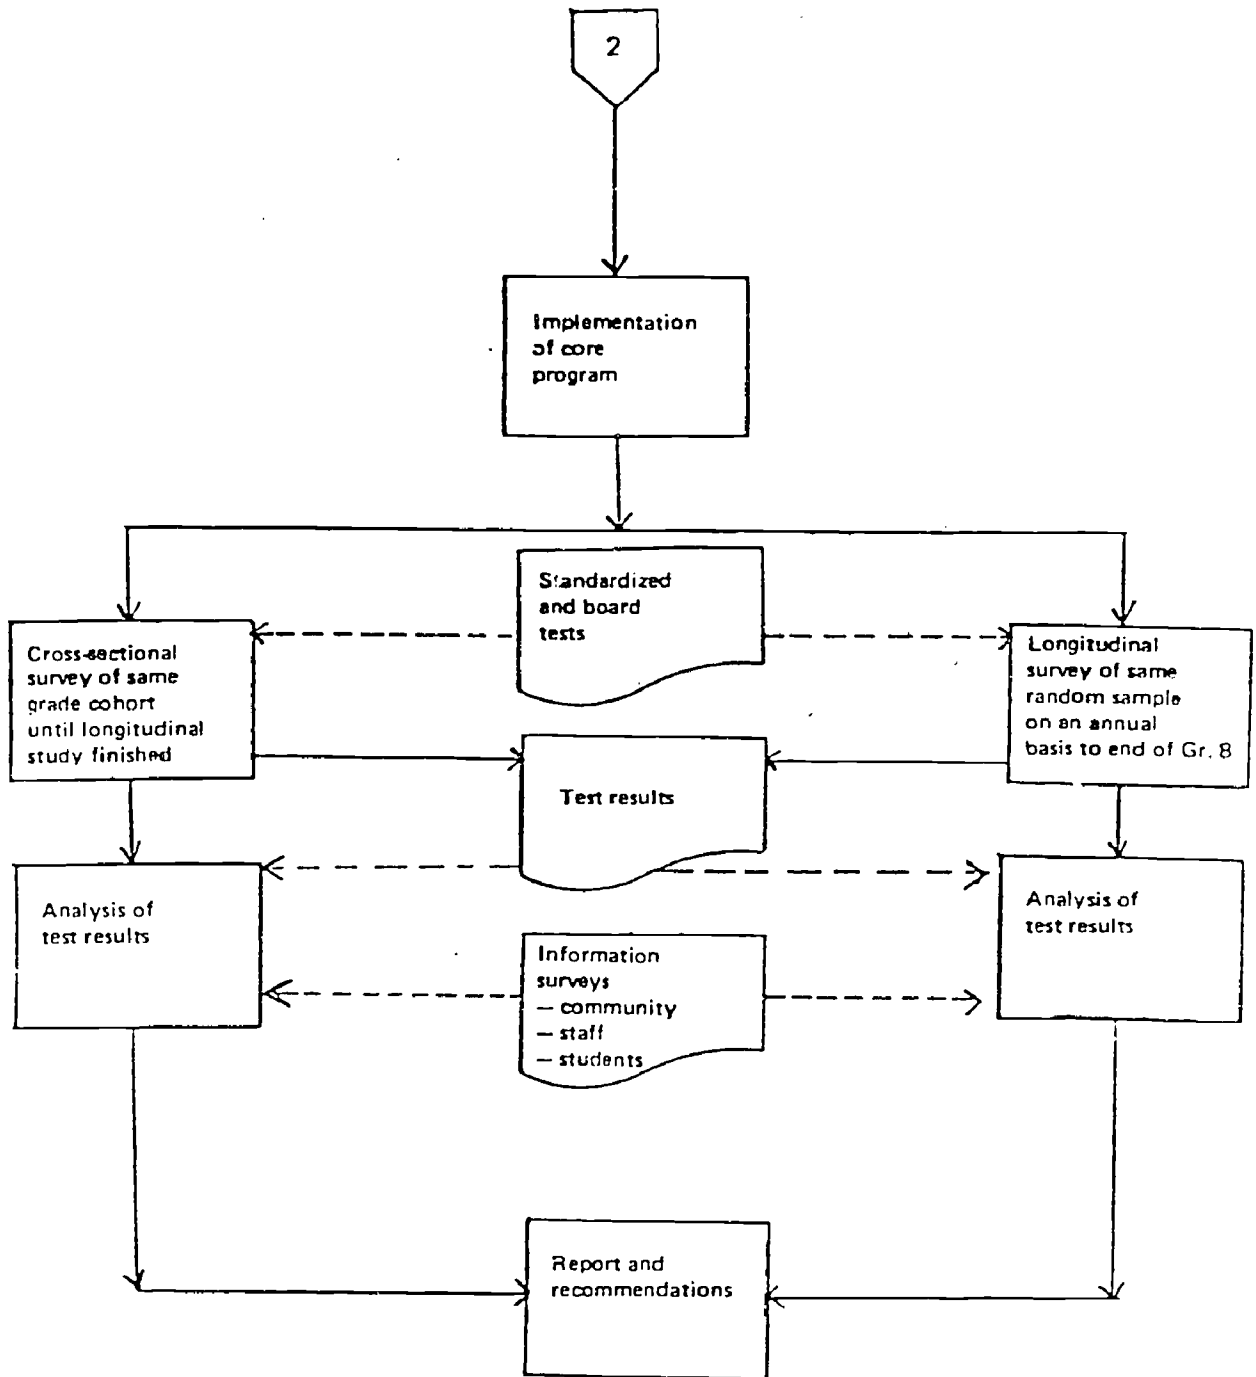 2
Implementation
of core
program
Standardized
and board
tests
Cross-sectional
survey of same
grade cohort
until longitudinal
study finished
Longitudinal
survey of same
random sample
on an annual
basis to end of Gr. 8
Test results
Analysis of
test results
Analysis of
test results
Information
surveys
— community
— staff
— students
Report and
recommendations